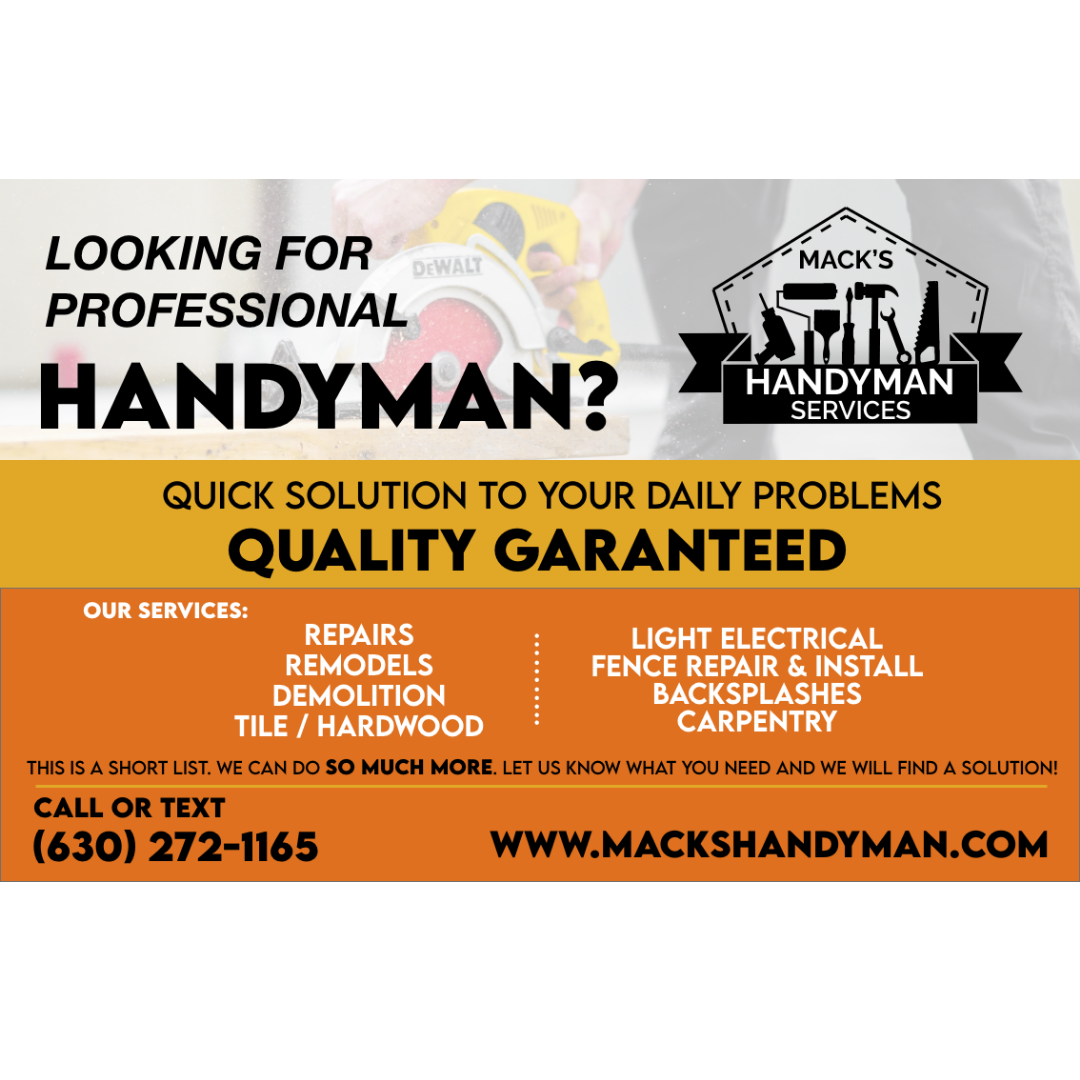 LOOKING FOR
PROFESSIONAL
HANDYMAN?
DEWALT
MACK'S
HANDYMAN
SERVICES
QUICK SOLUTION TO YOUR DAILY PROBLEMS
QUALITY GARANTEED
OUR SERVICES:
REPAIRS
REMODELS
DEMOLITION
TILE / HARDWOOD
LIGHT ELECTRICAL
FENCE REPAIR & INSTALL
BACKSPLASHES
CARPENTRY
THIS IS A SHORT LIST. WE CAN DO SO MUCH MORE. LET US KNOW WHAT YOU NEED AND WE WILL FIND A SOLUTION!
CALL OR TEXT
(630) 272-1165
WWW.MACKSHANDYMAN.COM